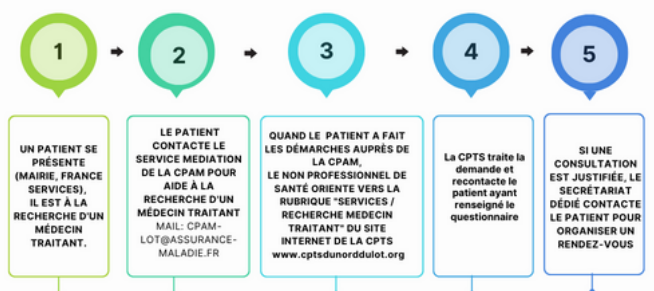 1
2
3
4
5
UN PATIENT SE
PRÉSENTE
(MAIRIE, FRANCE
SERVICES),
IL EST À LA
RECHERCHE D'UN
MÉDECIN
TRAITANT.
LE PATIENT
CONTACTE LE
SERVICE MEDIATION
DE LA CPAM POUR
AIDE À LA
RECHERCHE D'UN
MÉDECIN TRAITANT
MAIL: CPAM-
LOT@ASSURANCE-
MALADIE.FR
QUAND LE PATIENT A FAIT
LES DÉMARCHES AUPRÈS DE
LA CPAM,
LE NON PROFESSIONNEL DE
SANTÉ ORIENTE VERS LA
RUBRIQUE "SERVICES /
RECHERCHE MEDECIN
TRAITANT" DU SITE
INTERNET DE LA CPTS
www.cptsdunorddulot.org
La CPTS traite la
demande et
recontacte le
patient ayant
renseigné le
questionnaire
SI UNE
CONSULTATION
EST JUSTIFIÉE, LE
SECRÉTARIAT
DÉDIÉ CONTACTE
LE PATIENT POUR
ORGANISER UN
RENDEZ-VOUS